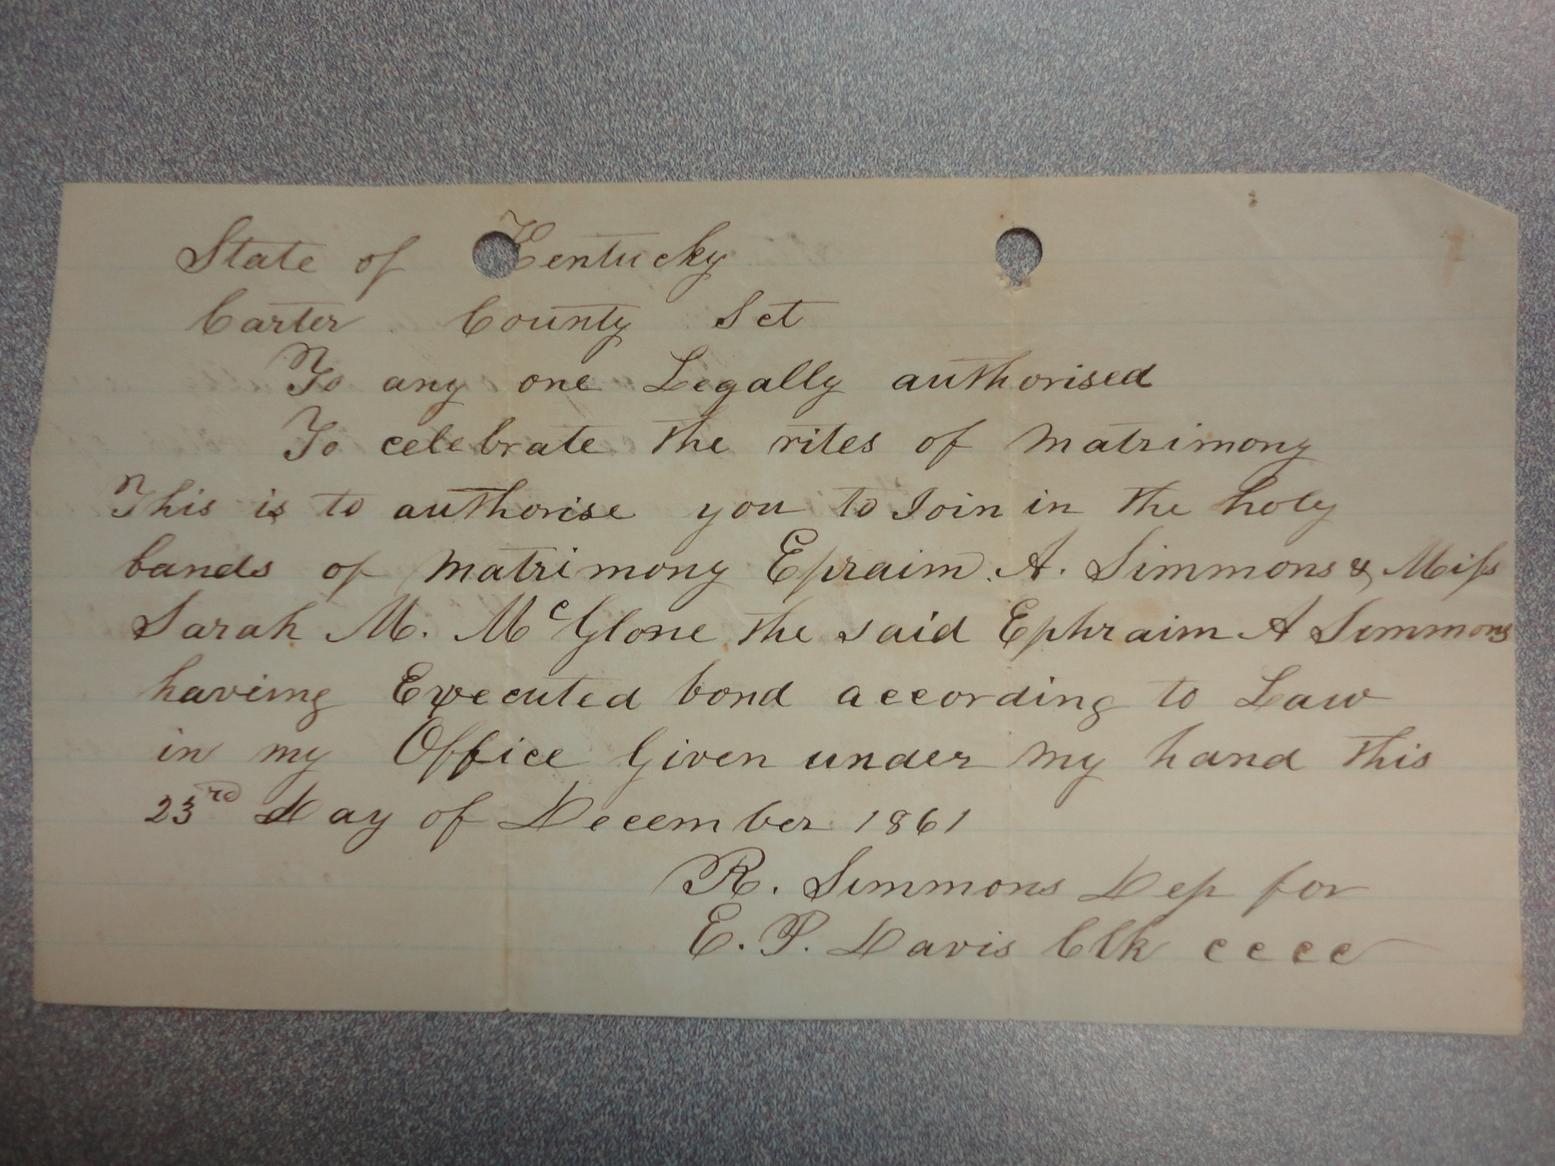 State of Kentucky
Carter County Sct
To any one Legally authorised
To celebrate the rites of matrimony
This is to authorise you to Join in the holy
bands of matrimony Epraim A. Simmons & Miss
Sarah M. McGlone the said Ephraim A Simmons
having Executed bond according to Law
in my Office Given under my hand this
23rd Day of December 1861
R. Simmons Dep for
E. P. Davis Clk cccc